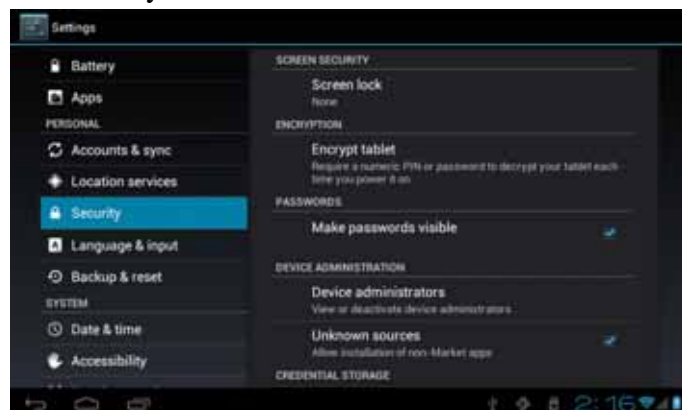 Settings
Battery
Apps
PERSONAL
Accounts & sync
Location services
Security
Language & input
Backup & reset
SYSTEM
Date & time
Accessibility
SCREEN SECURITY
Screen lock
None
ENCRYPTION
Encrypt tablet
Require a numeric PIN or password to decrypt your tablet each
time you power it on
PASSWORDS
Make passwords visible
DEVICE ADMINISTRATION
Device administrators
View or deactivate device administrators
Unknown sources
Allow installation of non-Market apps
CREDENTIAL STORAGE
2:16